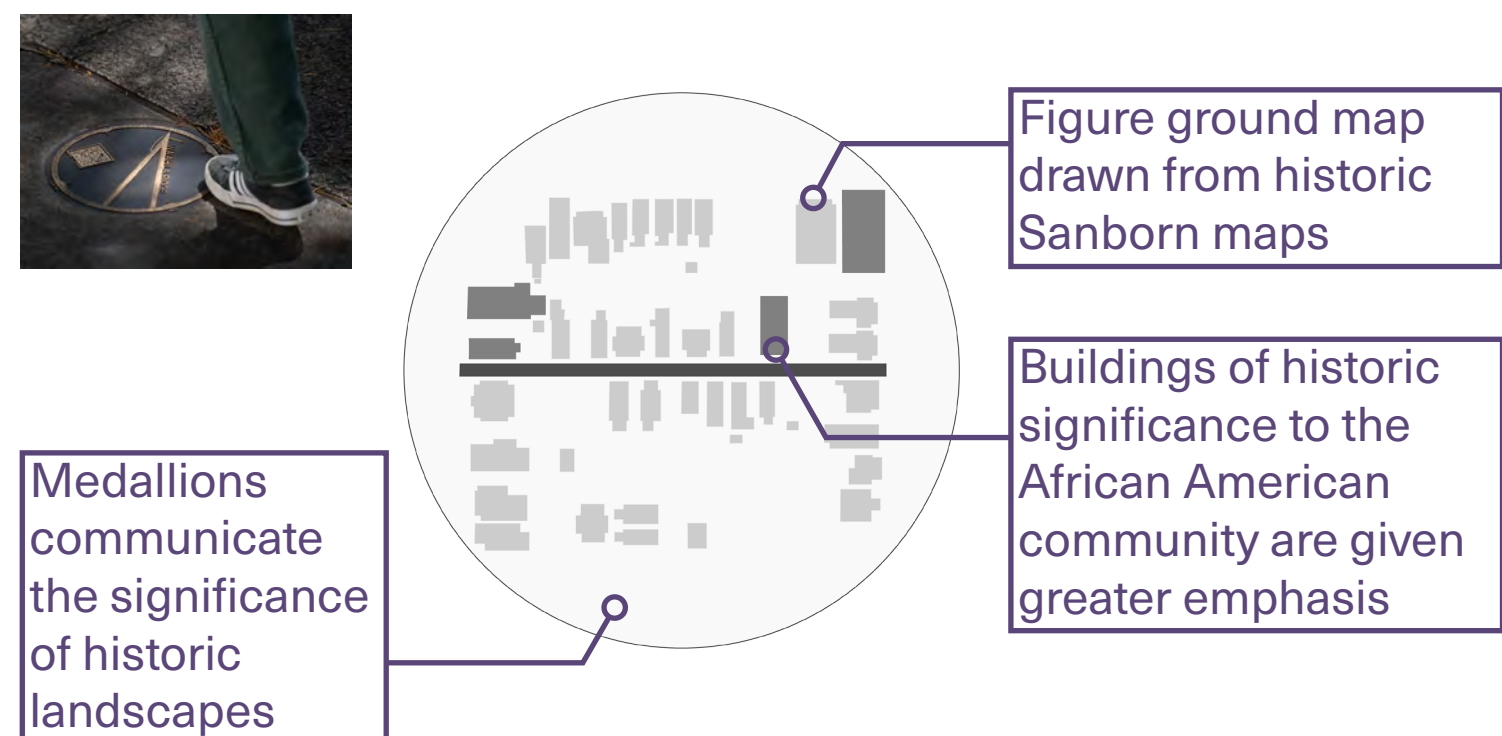 Figure ground map
drawn from historic
Sanborn maps
Buildings of historic
significance to the
African American
community are given
greater emphasis
Medallions
communicate
the significance
of historic
landscapes